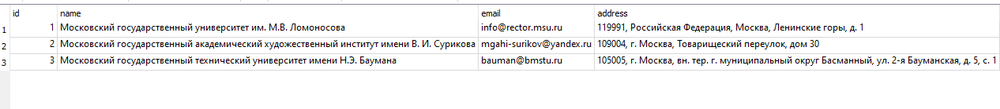 id name email address
1 1 Московский государственный университет им. М.В. Ломоносова info@rector.msu.ru 119991, Российская Федерация, Москва, Ленинские горы, д. 1
2 2 Московский государственный академический художественный институт имени В. И. Сурикова mgahi-surikov@yandex.ru 109004, г. Москва, Товарищеский переулок, дом 30
3 3 Московский государственный технический университет имени Н.Э. Баумана bauman@bmstu.ru 105005, г. Москва, вн. тер. г. муниципальный округ Басманный, ул. 2-я Бауманская, д. 5, с. 1